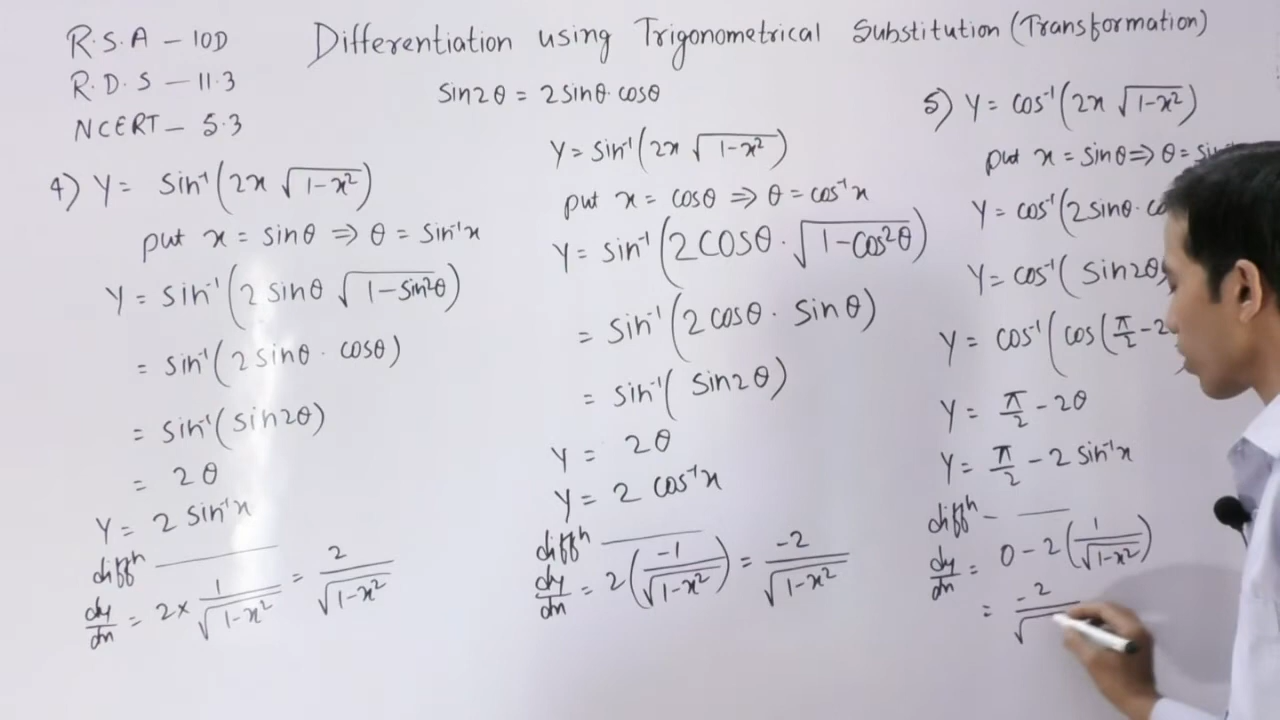 R.S.A – 10D
R.D.S – 11.3
NCERT – 5.3
Differentiation using Trigonometrical Substitution (Transformation)
sin2θ = 2sinθ·cosθ
4) Y = sin⁻¹(2x √(1-x²))
put x = sinθ ⇒ θ = sin⁻¹x
Y = sin⁻¹(2 sinθ √(1-sin²θ))
= sin⁻¹(2sinθ · cosθ)
= sin⁻¹(sin2θ)
= 2θ
Y = 2 sin⁻¹x
diffⁿ ———
dy/dx = 2 × 1/√(1-x²) = 2/√(1-x²)
Y = sin⁻¹(2x √(1-x²))
put x = cosθ ⇒ θ = cos⁻¹x
Y = sin⁻¹(2cosθ · √(1-cos²θ))
= sin⁻¹(2cosθ · sinθ)
= sin⁻¹(sin2θ)
Y = 2θ
Y = 2 cos⁻¹x
diffⁿ ———
dy/dx = 2(-1/√(1-x²)) = -2/√(1-x²)
5) Y = cos⁻¹(2x √(1-x²))
put x = sinθ ⇒ θ =
Y = cos⁻¹(2sinθ·
Y = cos⁻¹(sin2θ
Y = cos⁻¹(cos(π/2 -
Y = π/2 - 2θ
Y = π/2 - 2 sin⁻¹x
diffⁿ – ———
dy/dx = 0 - 2(1/√(1-x²))
= -2/√